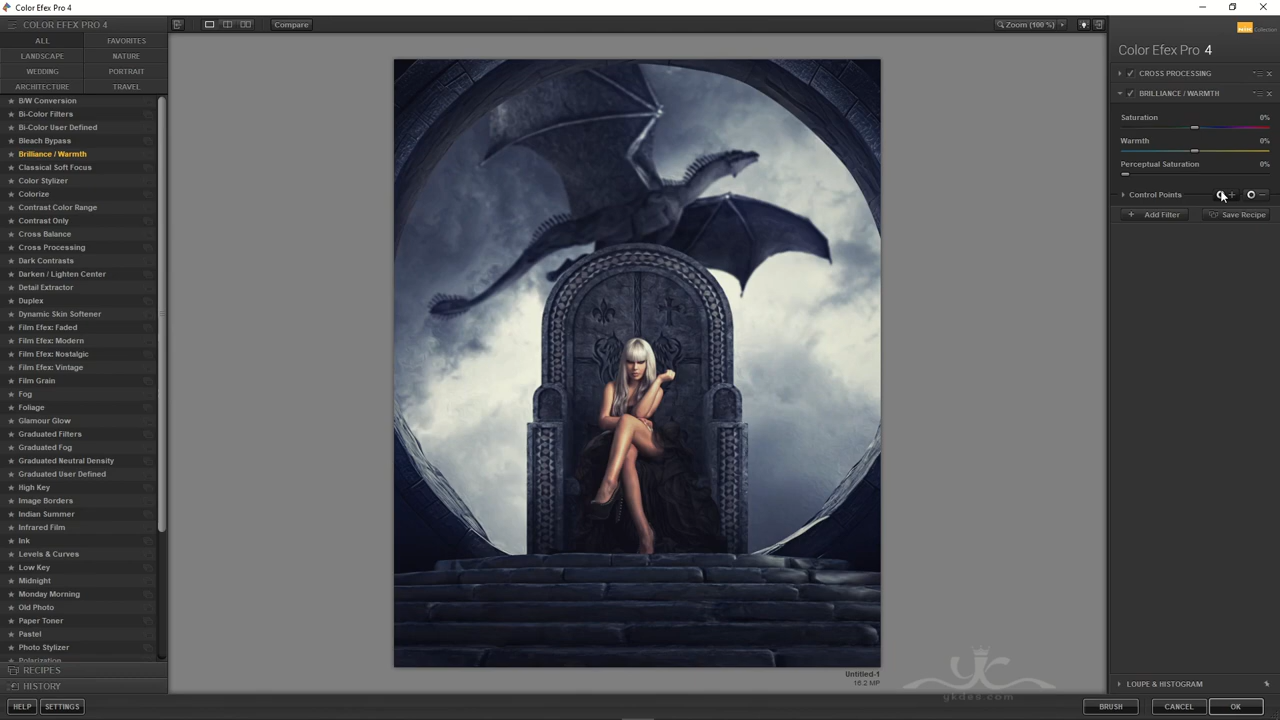 Color Efex Pro 4
COLOR EFEX PRO 4
Compare
Zoom (100 %)
Collection
ALL
FAVORITES
LANDSCAPE
NATURE
WEDDING
PORTRAIT
ARCHITECTURE
TRAVEL
Color Efex Pro 4
CROSS PROCESSING
BRILLIANCE / WARMTH
Saturation 0%
Warmth 0%
Perceptual Saturation 0%
Control Points
Add Filter
Save Recipe
B/W Conversion
Bi-Color Filters
Bi-Color User Defined
Bleach Bypass
Brilliance / Warmth
Classical Soft Focus
Color Stylizer
Colorize
Contrast Color Range
Contrast Only
Cross Balance
Cross Processing
Dark Contrasts
Darken / Lighten Center
Detail Extractor
Duplex
Dynamic Skin Softener
Film Efex: Faded
Film Efex: Modern
Film Efex: Nostalgic
Film Efex: Vintage
Film Grain
Fog
Foliage
Glamour Glow
Graduated Filters
Graduated Fog
Graduated Neutral Density
Graduated User Defined
High Key
Image Borders
Indian Summer
Infrared Film
Ink
Levels & Curves
Low Key
Midnight
Monday Morning
Old Photo
Paper Toner
Pastel
Photo Stylizer
Polarization
RECIPES
HISTORY
Untitled-1
16.2 MP
ykdes.com
LOUPE & HISTOGRAM
HELP
SETTINGS
BRUSH
CANCEL
OK